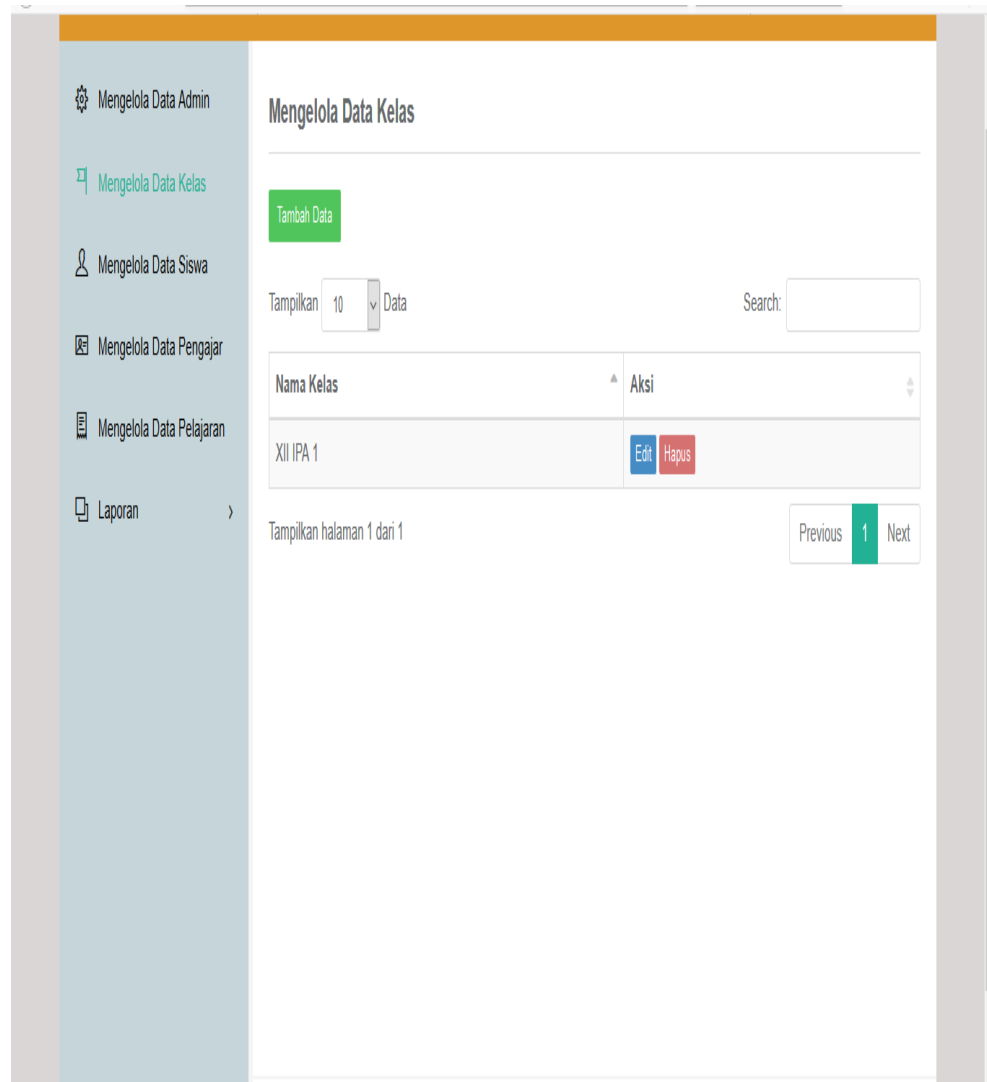 Mengelola Data Admin
Mengelola Data Kelas
Mengelola Data Siswa
Mengelola Data Pengajar
Mengelola Data Pelajaran
Laporan
Mengelola Data Kelas
Tambah Data
Tampilkan 10 Data Search:
Nama Kelas Aksi
XII IPA 1 Edit Hapus
Tampilkan halaman 1 dari 1 Previous 1 Next